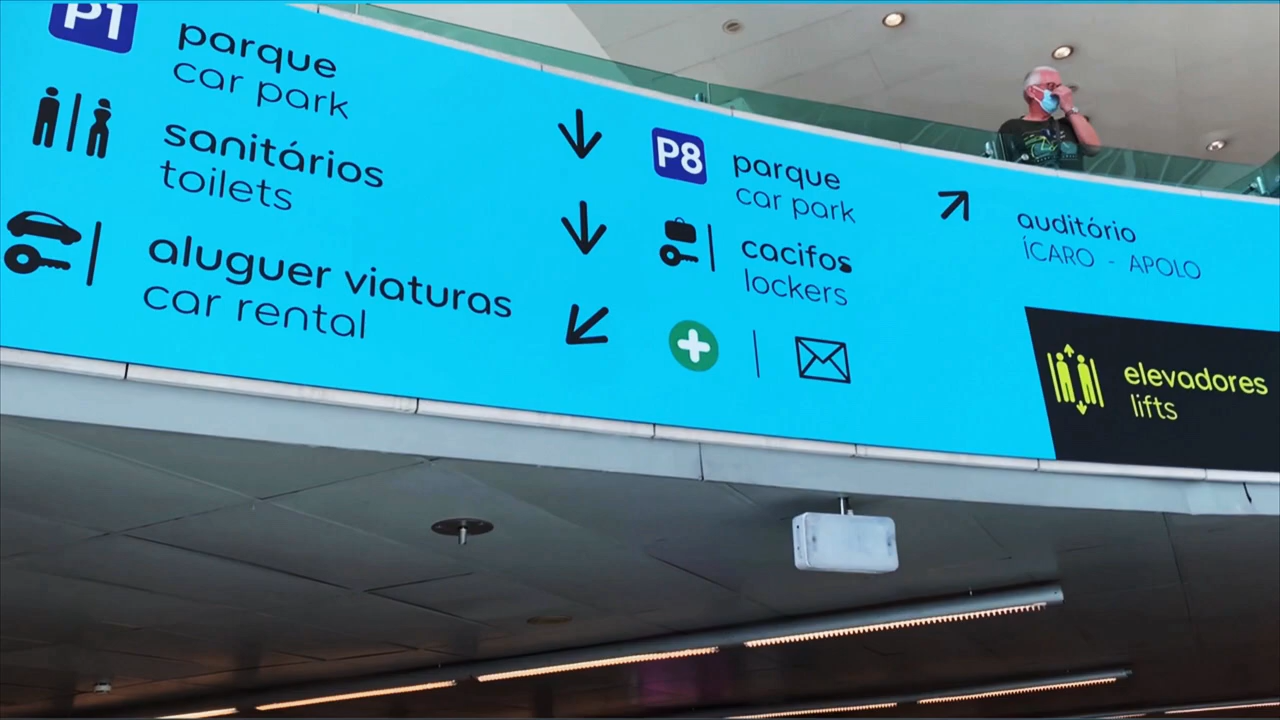 P1
parque
car park
sanitários
toilets
aluguer viaturas
car rental
P8
parque
car park
cacifos
lockers
auditório
ÍCARO - APOLO
elevadores
lifts